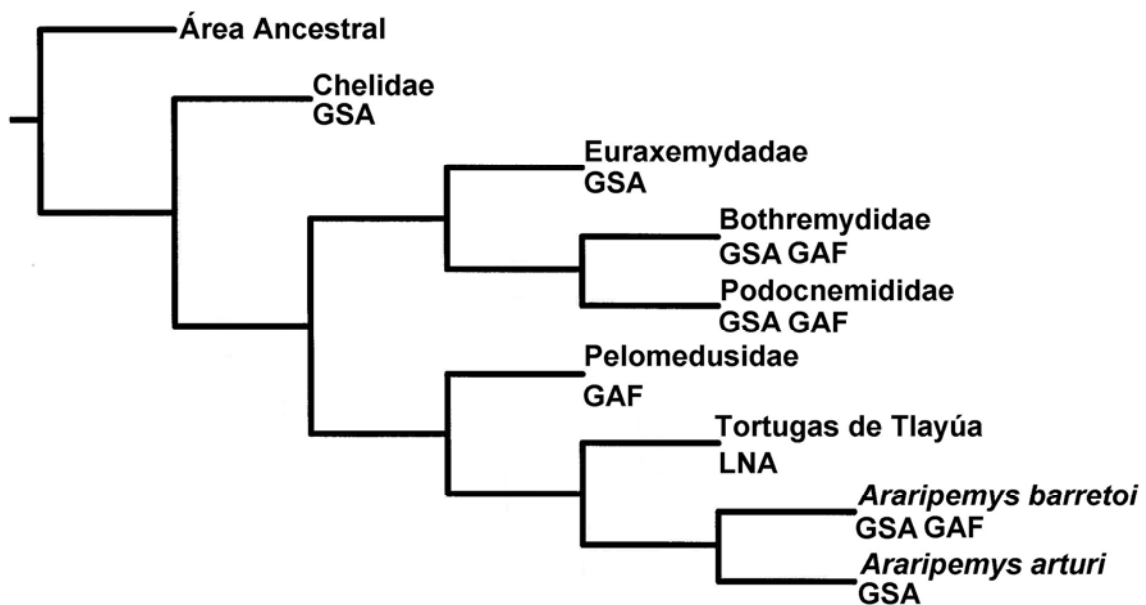 Área Ancestral
Chelidae
GSA
Euraxemydadae
GSA
Bothremydidae
GSA GAF
Podocnemididae
GSA GAF
Pelomedusidae
GAF
Tortugas de Tlayúa
LNA
Araripemys barretoi
GSA GAF
Araripemys arturi
GSA